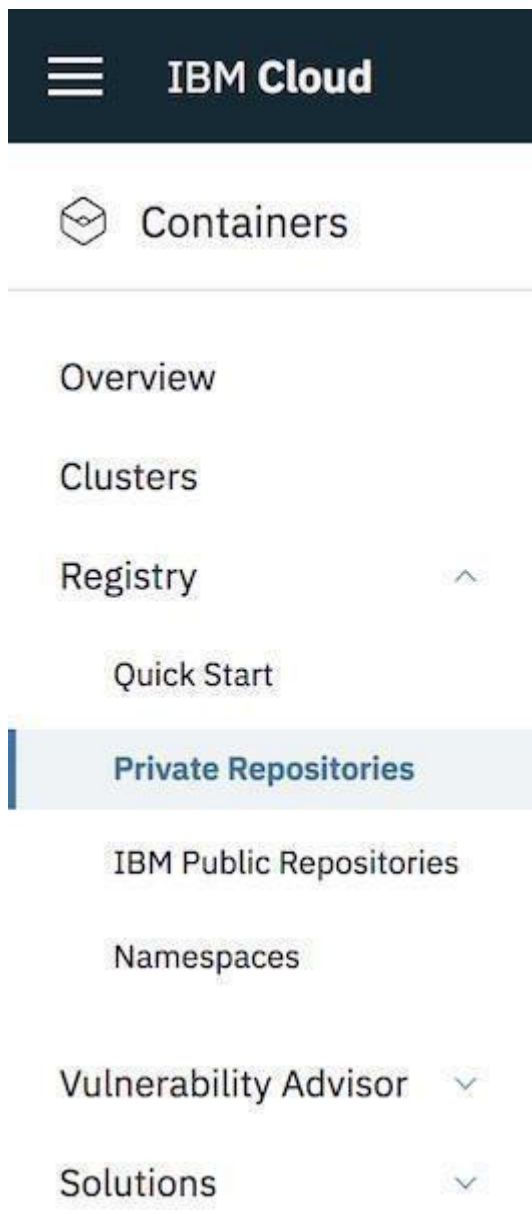 IBM Cloud
Containers
Overview
Clusters
Registry
Quick Start
Private Repositories
IBM Public Repositories
Namespaces
Vulnerability Advisor
Solutions